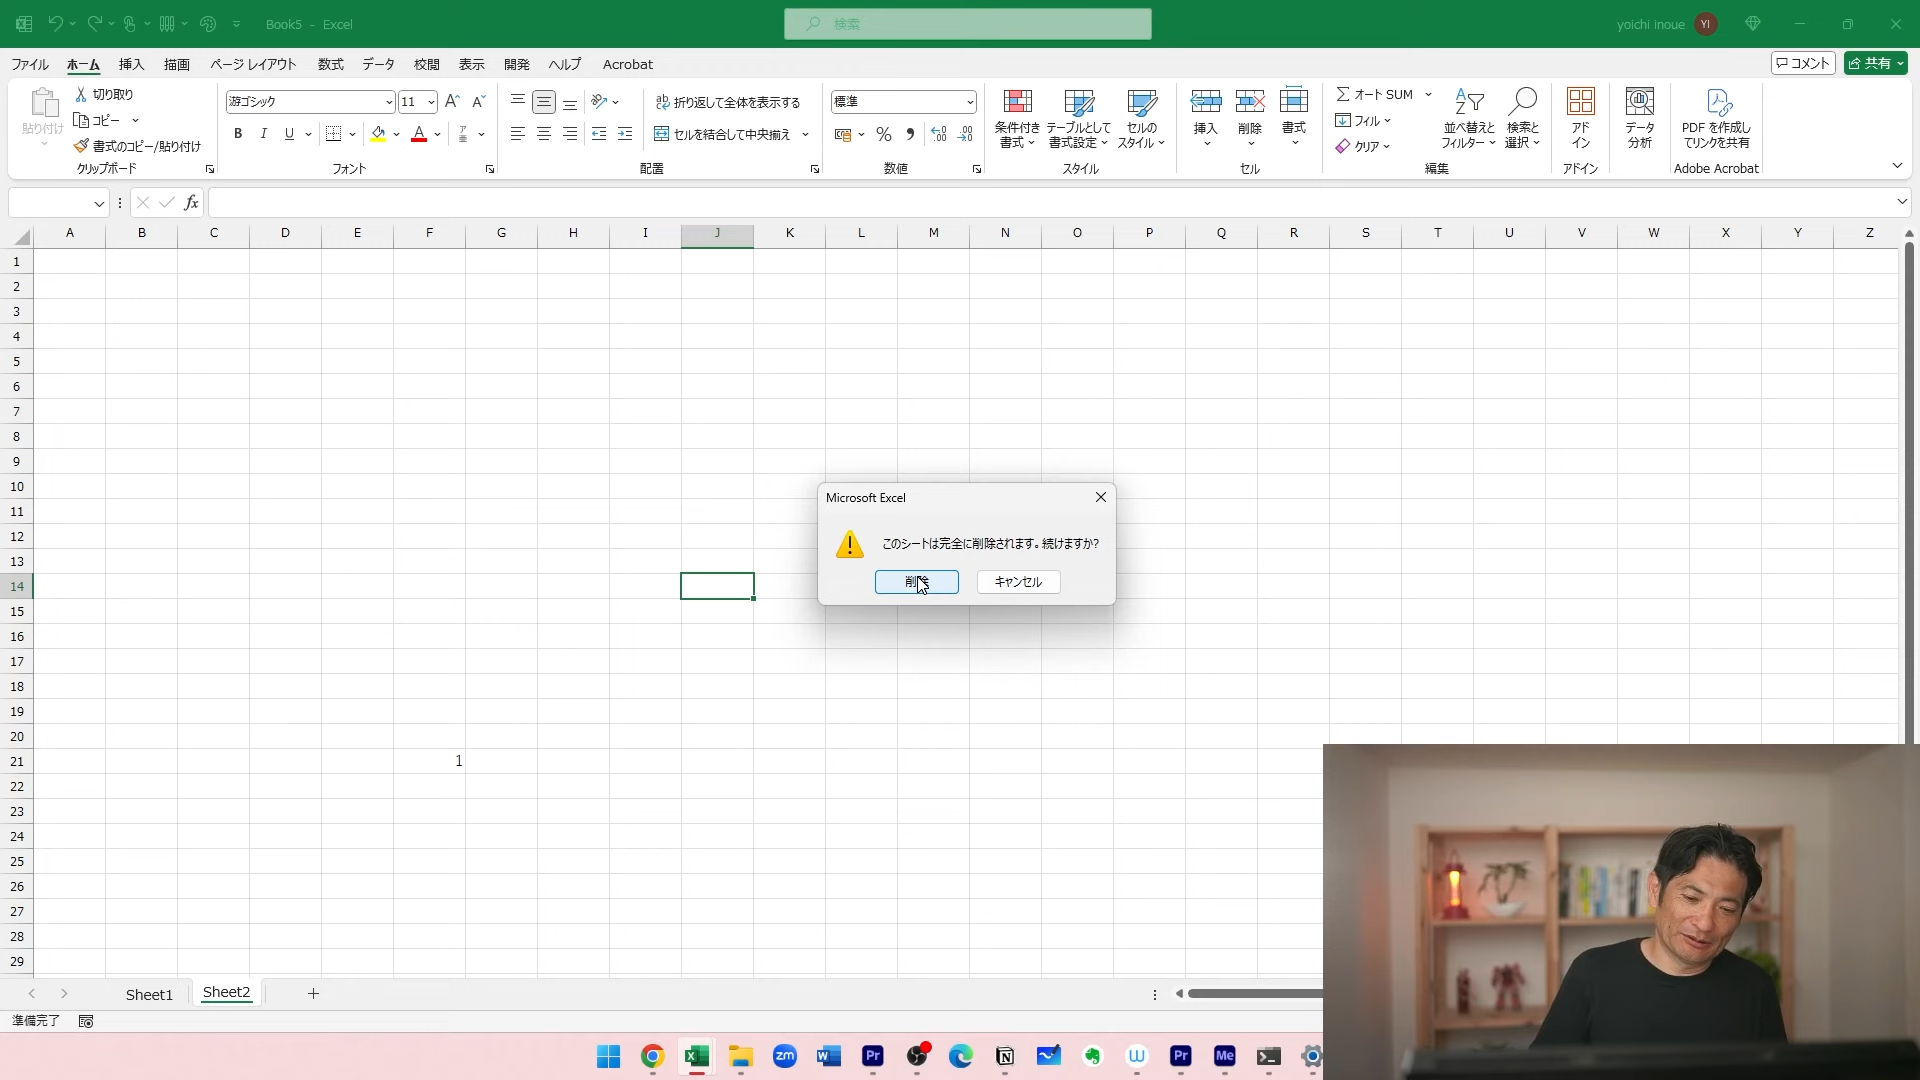 Book5 - Excel
検索
yoichi inoue YI
ファイル ホーム 挿入 描画 ページ レイアウト 数式 データ 校閲 表示 開発 ヘルプ Acrobat
コメント 共有
貼り付け
切り取り
コピー
書式のコピー/貼り付け
クリップボード
游ゴシック 11
B I U
フォント
折り返して全体を表示する
セルを結合して中央揃え
配置
標準
数値
条件付き書式
テーブルとして書式設定
セルのスタイル
スタイル
挿入 削除 書式
セル
オート SUM
フィル
クリア
並べ替えとフィルター
検索と選択
編集
アドイン
アドイン
データ分析
PDF を作成してリンクを共有
Adobe Acrobat
fx
A B C D E F G H I J K L M N O P Q R S T U V W X Y Z
1
2
3
4
5
6
7
8
9
10
11
12
13
14
15
16
17
18
19
20
21 1
22
23
24
25
26
27
28
29
Microsoft Excel
このシートは完全に削除されます。続けますか?
キャンセル
Sheet1 Sheet2
準備完了
zm W Pr N W Pr Me